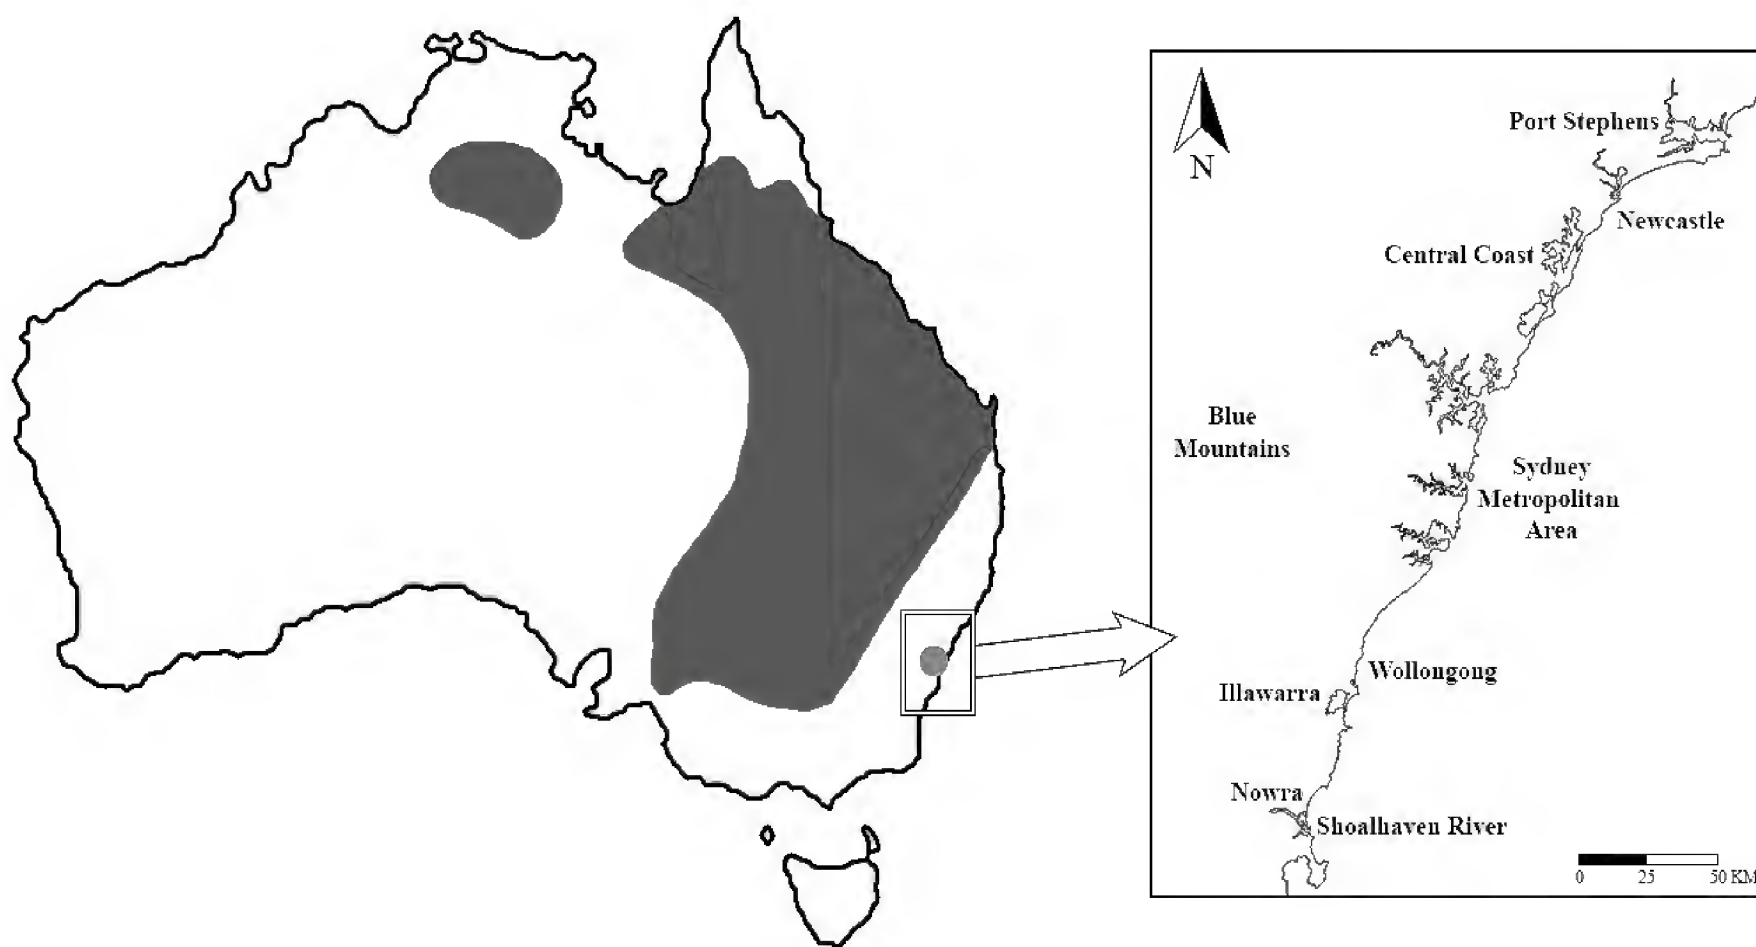 N
Port Stephens
Newcastle
Central Coast
Blue
Mountains
Sydney
Metropolitan
Area
Wollongong
Illawarra
Nowra
Shoalhaven River
0 25 50 KM